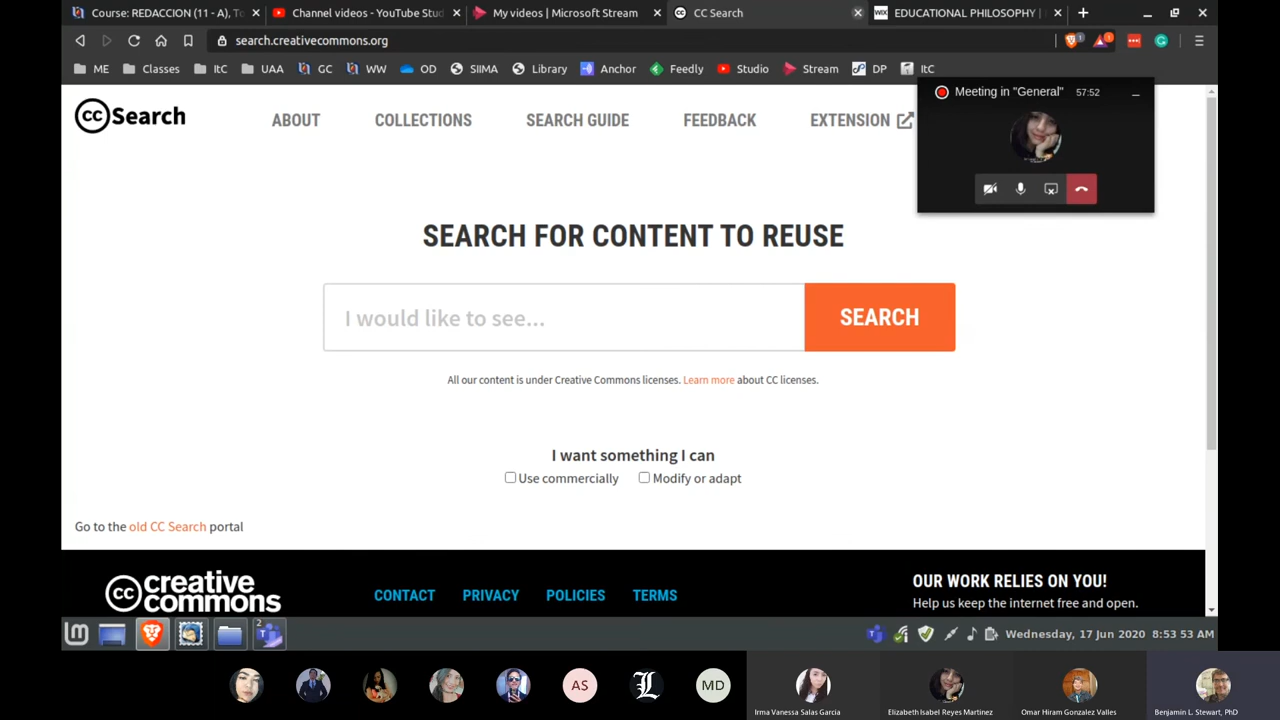 Course: REDACCION (11 - A), To
Channel videos - YouTube Stud
My videos | Microsoft Stream
CC Search
EDUCATIONAL PHILOSOPHY |
search.creativecommons.org
ME Classes ItC UAA GC WW OD SIIMA Library Anchor Feedly Studio Stream DP ItC
Meeting in "General" 57:52
CC Search
ABOUT COLLECTIONS SEARCH GUIDE FEEDBACK EXTENSION
SEARCH FOR CONTENT TO REUSE
I would like to see...
SEARCH
All our content is under Creative Commons licenses. Learn more about CC licenses.
I want something I can
Use commercially Modify or adapt
Go to the old CC Search portal
cc creative commons
CONTACT PRIVACY POLICIES TERMS
OUR WORK RELIES ON YOU!
Help us keep the internet free and open.
2
Wednesday, 17 Jun 2020 8:53 53 AM
AS L MD
Irma Vanessa Salas Garcia
Elizabeth Isabel Reyes Martinez
Omar Hiram Gonzalez Valles
Benjamin L. Stewart, PhD